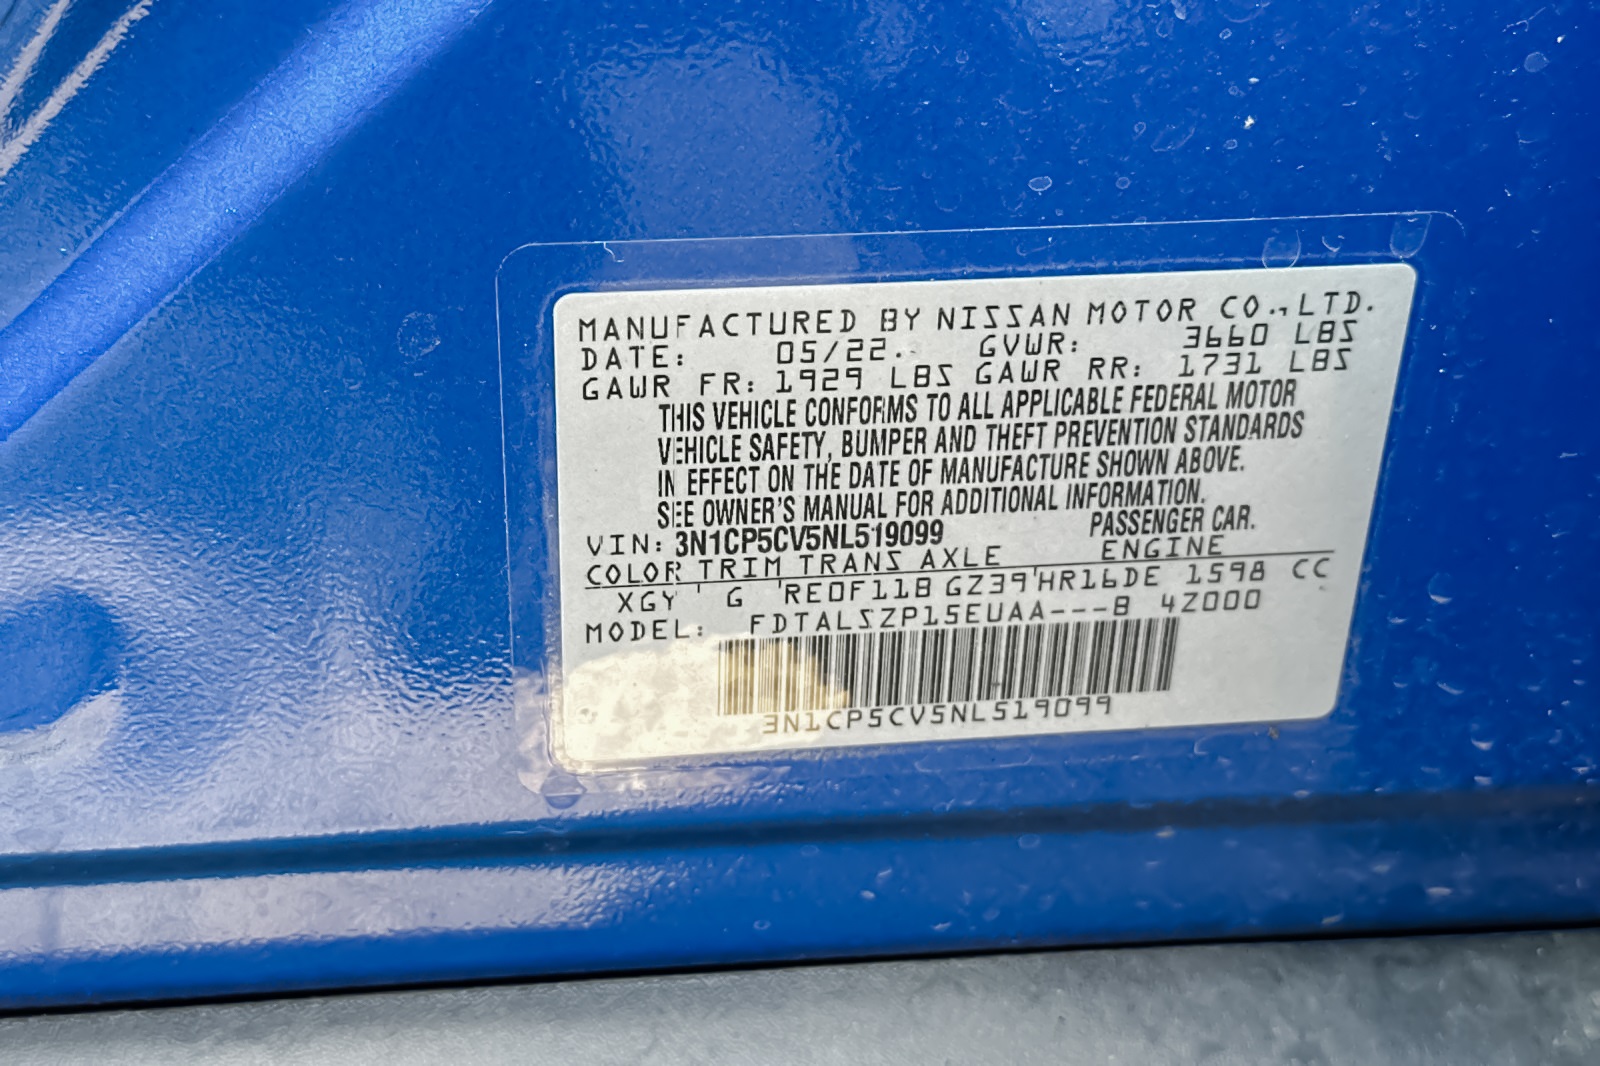 MANUFACTURED BY NISSAN MOTOR CO., LTD.
DATE: 05/22. GVWR: 3660 LBS
GAWR FR: 1929 LBS GAWR RR: 1731 LBS
THIS VEHICLE CONFORMS TO ALL APPLICABLE FEDERAL MOTOR
VEHICLE SAFETY, BUMPER AND THEFT PREVENTION STANDARDS
IN EFFECT ON THE DATE OF MANUFACTURE SHOWN ABOVE.
SEE OWNER'S MANUAL FOR ADDITIONAL INFORMATION.
VIN: 3N1CP5CV5NL519099 PASSENGER CAR.
COLOR TRIM TRANS AXLE ENGINE
XGY ' G ' RE0F11B GZ39 ' HR16DE 1598 CC
MODEL: FDTALSZP15EUAA---B 4Z000
3N1CP5CV5NL519099